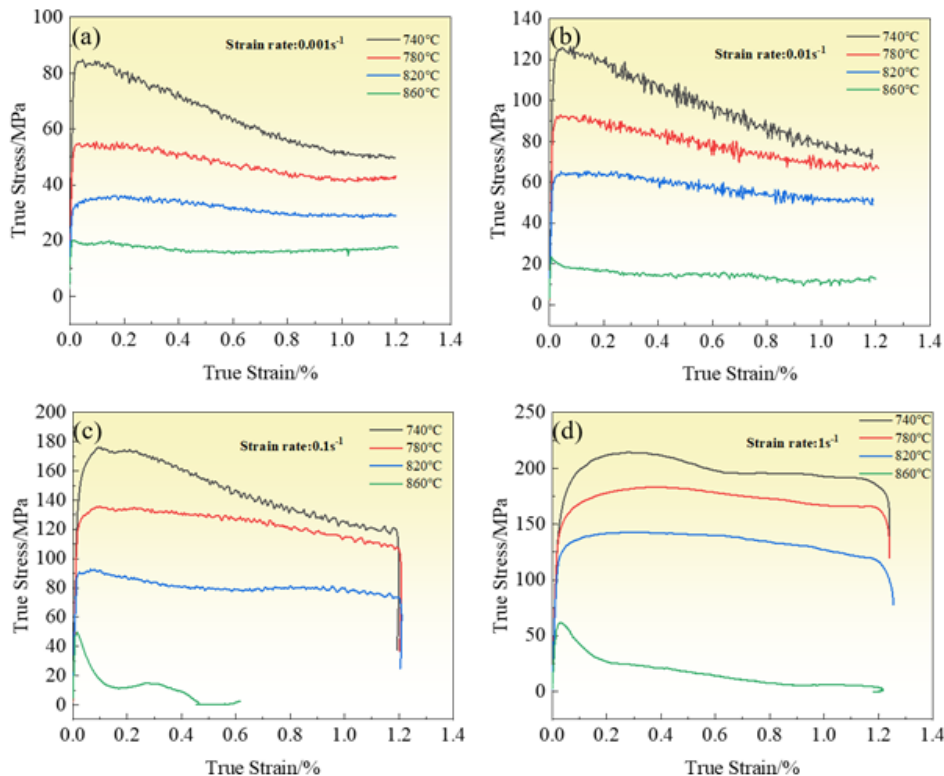 (a)
Strain rate:0.001s⁻¹
740℃
780℃
820℃
860℃
100
80
60
40
20
0
True Stress/MPa
0.0 0.2 0.4 0.6 0.8 1.0 1.2 1.4
True Strain/%
(b)
Strain rate:0.01s⁻¹
740℃
780℃
820℃
860℃
140
120
100
80
60
40
20
0
True Stress/MPa
0.0 0.2 0.4 0.6 0.8 1.0 1.2 1.4
True Strain/%
(c)
Strain rate:0.1s⁻¹
740℃
780℃
820℃
860℃
200
180
160
140
120
100
80
60
40
20
0
True Stress/MPa
0.0 0.2 0.4 0.6 0.8 1.0 1.2 1.4
True Strain/%
(d)
Strain rate:1s⁻¹
740℃
780℃
820℃
860℃
250
200
150
100
50
0
True Stress/MPa
0.0 0.2 0.4 0.6 0.8 1.0 1.2 1.4
True Strain/%